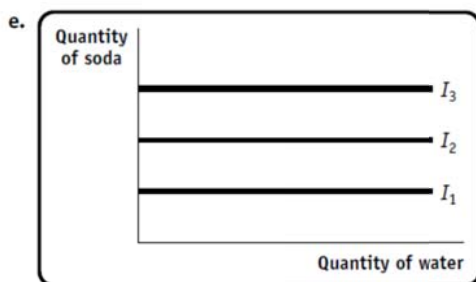 e.
Quantity
of soda
I3
I2
I1
Quantity of water